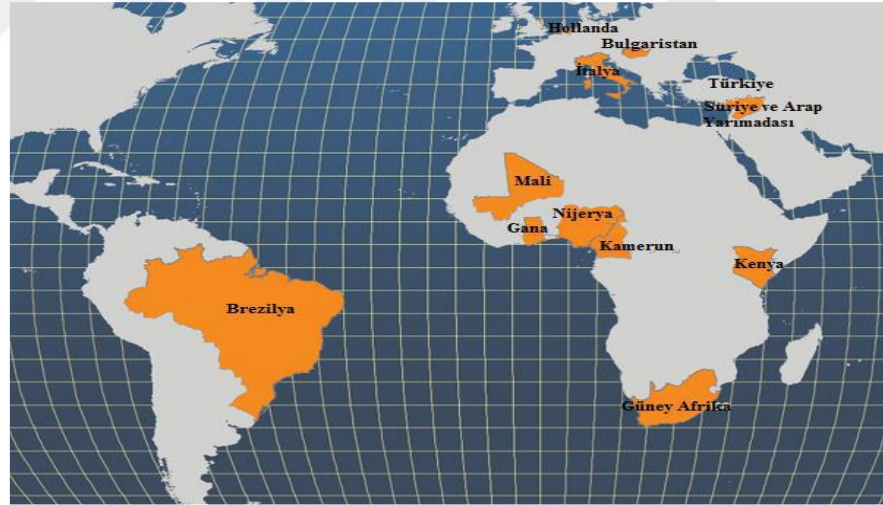 Hollanda
Bulgaristan
İtalya
Türkiye
Suriye ve Arap
Yarımadası
Mali
Nijerya
Gana
Kamerun
Kenya
Brezilya
Güney Afrika